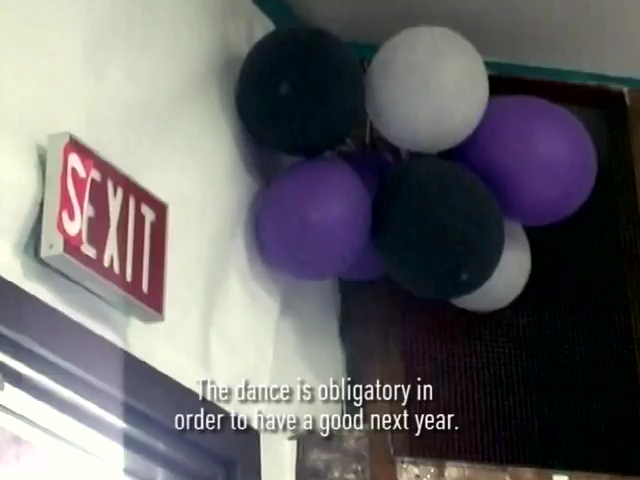 SEXIT
The dance is obligatory in
order to have a good next year.